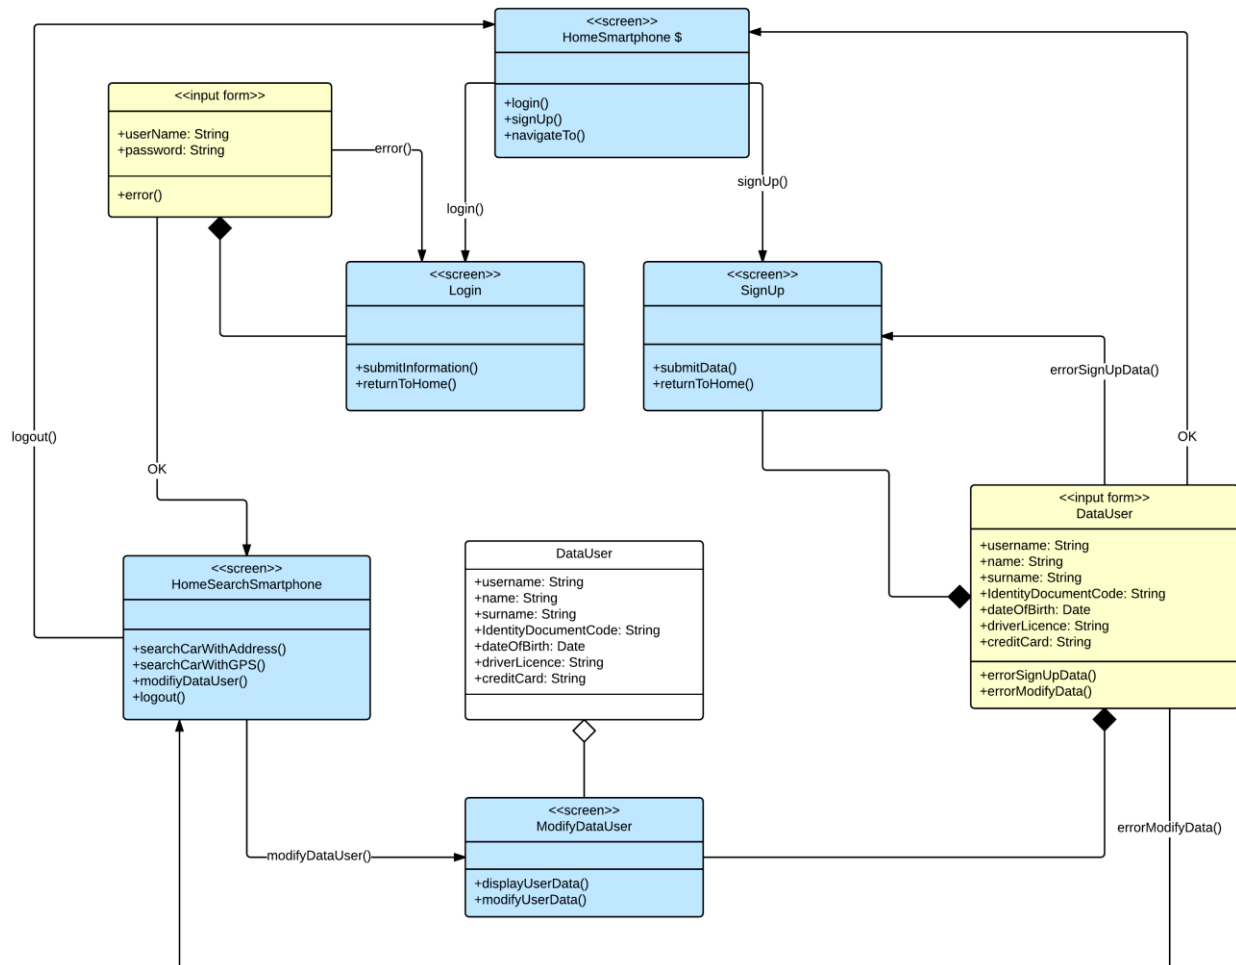 <<screen>>
HomeSmartphone $
+login()
+signUp()
+navigateTo()
<<input form>>
+userName: String
+password: String
+error()
error()
login()
signUp()
<<screen>>
Login
+submitInformation()
+returnToHome()
<<screen>>
SignUp
+submitData()
+returnToHome()
errorSignUpData()
logout()
OK
OK
<<input form>>
DataUser
+username: String
+name: String
+surname: String
+IdentityDocumentCode: String
+dateOfBirth: Date
+driverLicence: String
+creditCard: String
+errorSignUpData()
+errorModifyData()
<<screen>>
HomeSearchSmartphone
+searchCarWithAddress()
+searchCarWithGPS()
+modifiyDataUser()
+logout()
DataUser
+username: String
+name: String
+surname: String
+IdentityDocumentCode: String
+dateOfBirth: Date
+driverLicence: String
+creditCard: String
<<screen>>
ModifyDataUser
+displayUserData()
+modifyUserData()
modifyDataUser()
errorModifyData()